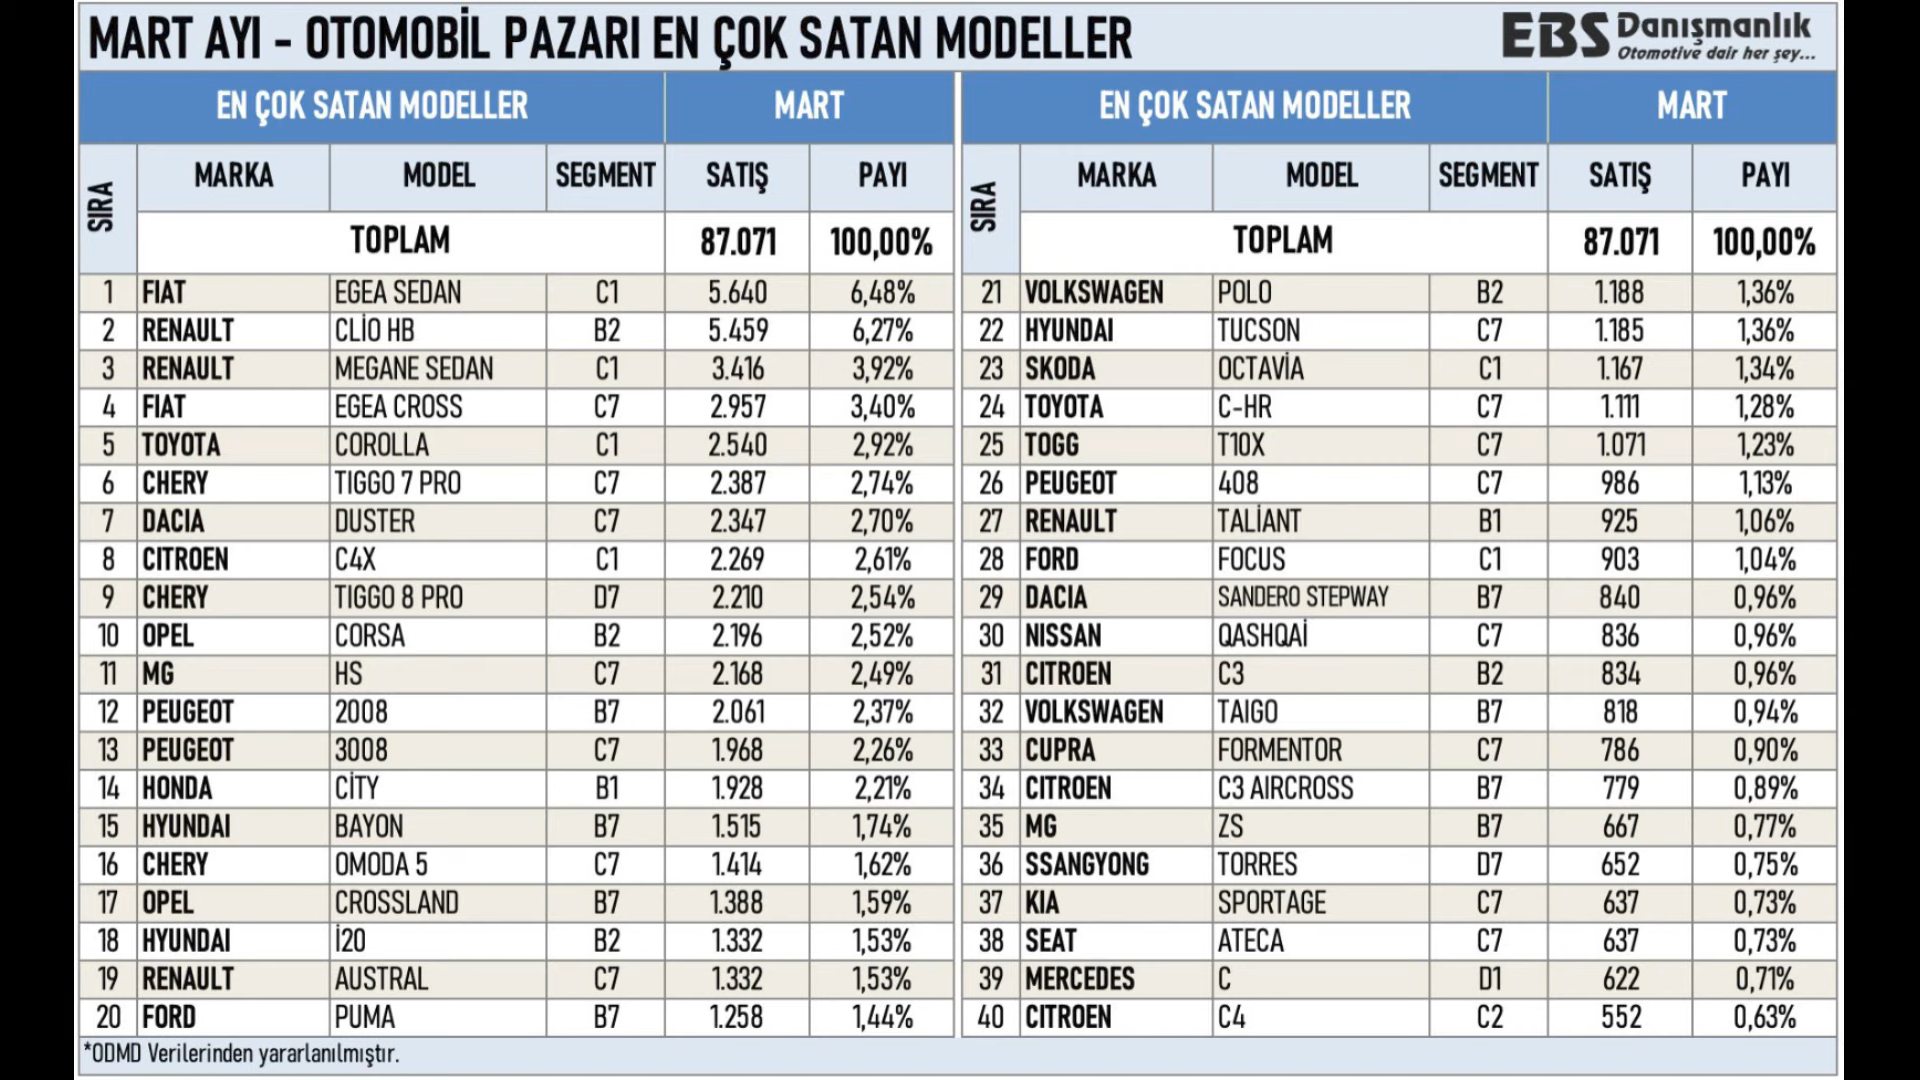 MART AYI - OTOMOBİL PAZARI EN ÇOK SATAN MODELLER
EBS Danışmanlık
Otomotive dair her şey...
EN ÇOK SATAN MODELLER MART
SIRA MARKA MODEL SEGMENT SATIŞ PAYI
TOPLAM 87.071 100,00%
1 FIAT EGEA SEDAN C1 5.640 6,48%
2 RENAULT CLİO HB B2 5.459 6,27%
3 RENAULT MEGANE SEDAN C1 3.416 3,92%
4 FIAT EGEA CROSS C7 2.957 3,40%
5 TOYOTA COROLLA C1 2.540 2,92%
6 CHERY TIGGO 7 PRO C7 2.387 2,74%
7 DACIA DUSTER C7 2.347 2,70%
8 CITROEN C4X C1 2.269 2,61%
9 CHERY TIGGO 8 PRO D7 2.210 2,54%
10 OPEL CORSA B2 2.196 2,52%
11 MG HS C7 2.168 2,49%
12 PEUGEOT 2008 B7 2.061 2,37%
13 PEUGEOT 3008 C7 1.968 2,26%
14 HONDA CİTY B1 1.928 2,21%
15 HYUNDAI BAYON B7 1.515 1,74%
16 CHERY OMODA 5 C7 1.414 1,62%
17 OPEL CROSSLAND B7 1.388 1,59%
18 HYUNDAI İ20 B2 1.332 1,53%
19 RENAULT AUSTRAL C7 1.332 1,53%
20 FORD PUMA B7 1.258 1,44%
EN ÇOK SATAN MODELLER MART
SIRA MARKA MODEL SEGMENT SATIŞ PAYI
TOPLAM 87.071 100,00%
21 VOLKSWAGEN POLO B2 1.188 1,36%
22 HYUNDAI TUCSON C7 1.185 1,36%
23 SKODA OCTAVİA C1 1.167 1,34%
24 TOYOTA C-HR C7 1.111 1,28%
25 TOGG T10X C7 1.071 1,23%
26 PEUGEOT 408 C7 986 1,13%
27 RENAULT TALİANT B1 925 1,06%
28 FORD FOCUS C1 903 1,04%
29 DACIA SANDERO STEPWAY B7 840 0,96%
30 NISSAN QASHQAİ C7 836 0,96%
31 CITROEN C3 B2 834 0,96%
32 VOLKSWAGEN TAIGO B7 818 0,94%
33 CUPRA FORMENTOR C7 786 0,90%
34 CITROEN C3 AIRCROSS B7 779 0,89%
35 MG ZS B7 667 0,77%
36 SSANGYONG TORRES D7 652 0,75%
37 KIA SPORTAGE C7 637 0,73%
38 SEAT ATECA C7 637 0,73%
39 MERCEDES C D1 622 0,71%
40 CITROEN C4 C2 552 0,63%
*ODMD Verilerinden yararlanılmıştır.